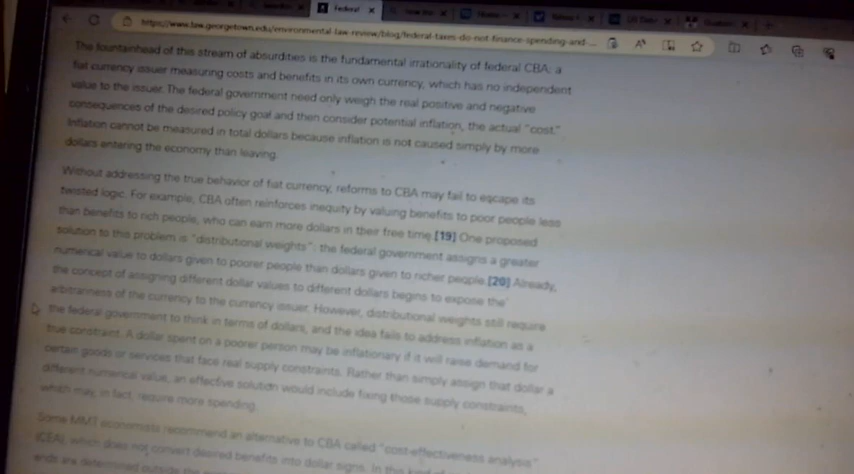 Federal
https://www.law.georgetown.edu/environmental-law-review/blog/federal-taxes-do-not-finance-spending-and-...
The fountainhead of this stream of absurdities is the fundamental irrationality of federal CBA: a
fiat currency issuer measuring costs and benefits in its own currency, which has no independent
value to the issuer. The federal government need only weigh the real positive and negative
consequences of the desired policy goal and then consider potential inflation, the actual "cost."
Inflation cannot be measured in total dollars because inflation is not caused simply by more
dollars entering the economy than leaving.
Without addressing the true behavior of fiat currency, reforms to CBA may fail to escape its
twisted logic. For example, CBA often reinforces inequity by valuing benefits to poor people less
than benefits to rich people, who can earn more dollars in their free time.[19] One proposed
solution to this problem is "distributional weights": the federal government assigns a greater
numerical value to dollars given to poorer people than dollars given to richer people.[20] Already,
the concept of assigning different dollar values to different dollars begins to expose the
arbitrariness of the currency to the currency issuer. However, distributional weights still require
the federal government to think in terms of dollars, and the idea fails to address inflation as a
true constraint. A dollar spent on a poorer person may be inflationary if it will raise demand for
certain goods or services that face real supply constraints. Rather than simply assign that dollar a
different numerical value, an effective solution would include fixing those supply constraints,
which may, in fact, require more spending.
Some MMT economists recommend an alternative to CBA called "cost-effectiveness analysis"
(CEA), which does not convert desired benefits into dollar signs. In this kind of
ends are determined outside the